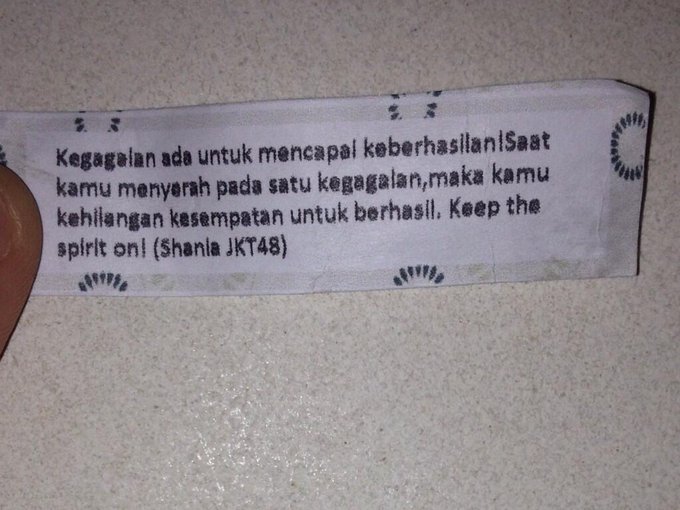 Kegagalan ada untuk mencapai keberhasilan!Saat
kamu menyerah pada satu kegagalan,maka kamu
kehilangan kesempatan untuk berhasil. Keep the
spirit on! (Shania JKT48)